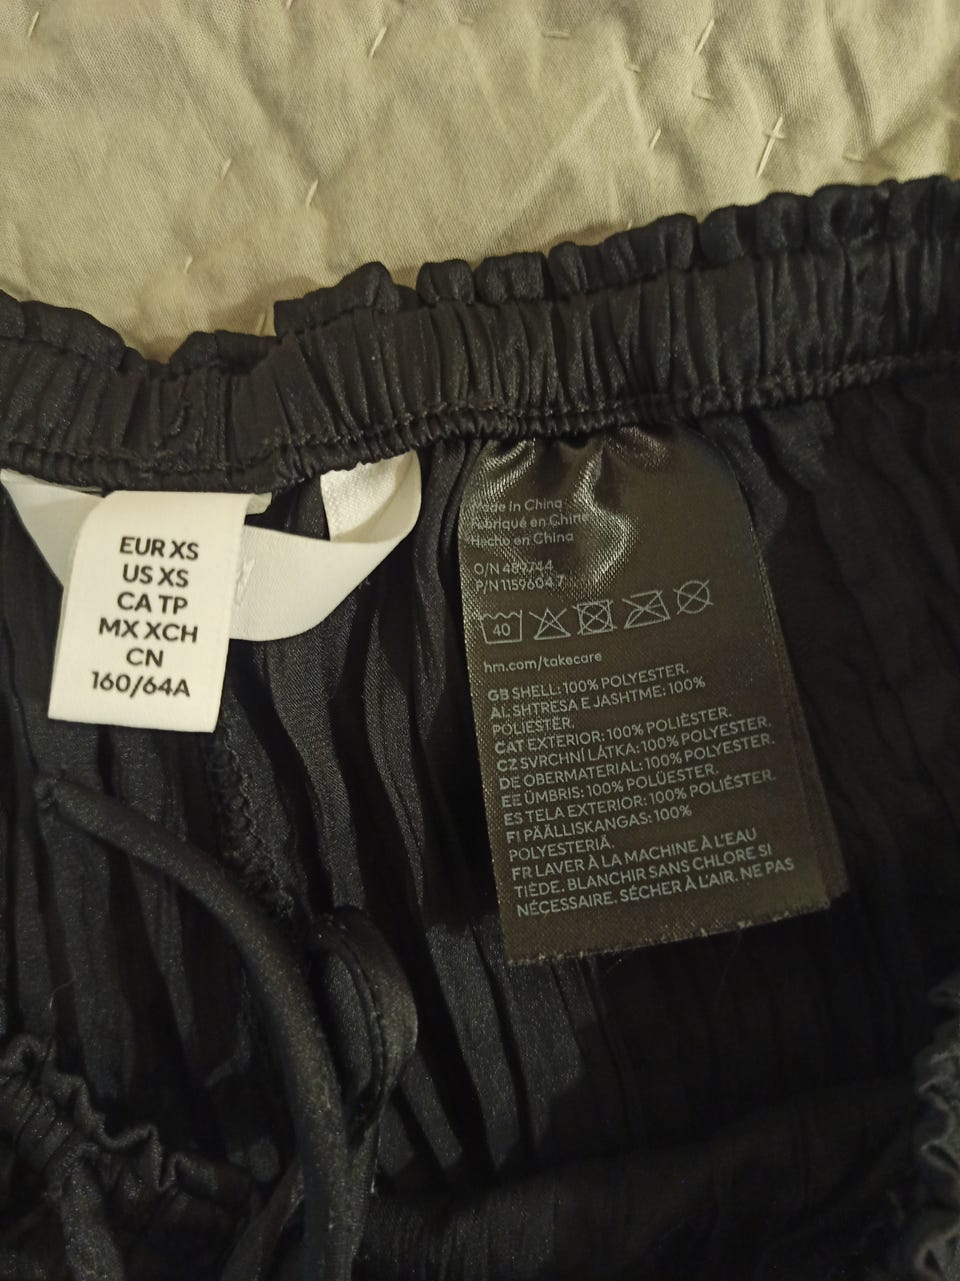 EUR XS
US XS
CA TP
MX XCH
CN
160/64A
Made in China
Fabriqué en Chine
Hecho en China
O/N
P/N 1159604 7
40
hm.com/takecare
GB SHELL: 100% POLYESTER.
AL SHTRESA E JASHTME: 100%
POLIESTER.
CAT EXTERIOR: 100% POLIÈSTER.
CZ SVRCHNÍ LÁTKA: 100% POLYESTER.
DE OBERMATERIAL: 100% POLYESTER.
EE ÜMBRIS: 100% POLÜESTER.
ES TELA EXTERIOR: 100% POLIÉSTER.
FI PÄÄLLISKANGAS: 100%
POLYESTERIÄ.
FR LAVER À LA MACHINE À L'EAU
TIÈDE. BLANCHIR SANS CHLORE SI
NÉCESSAIRE. SÉCHER À L'AIR. NE PAS